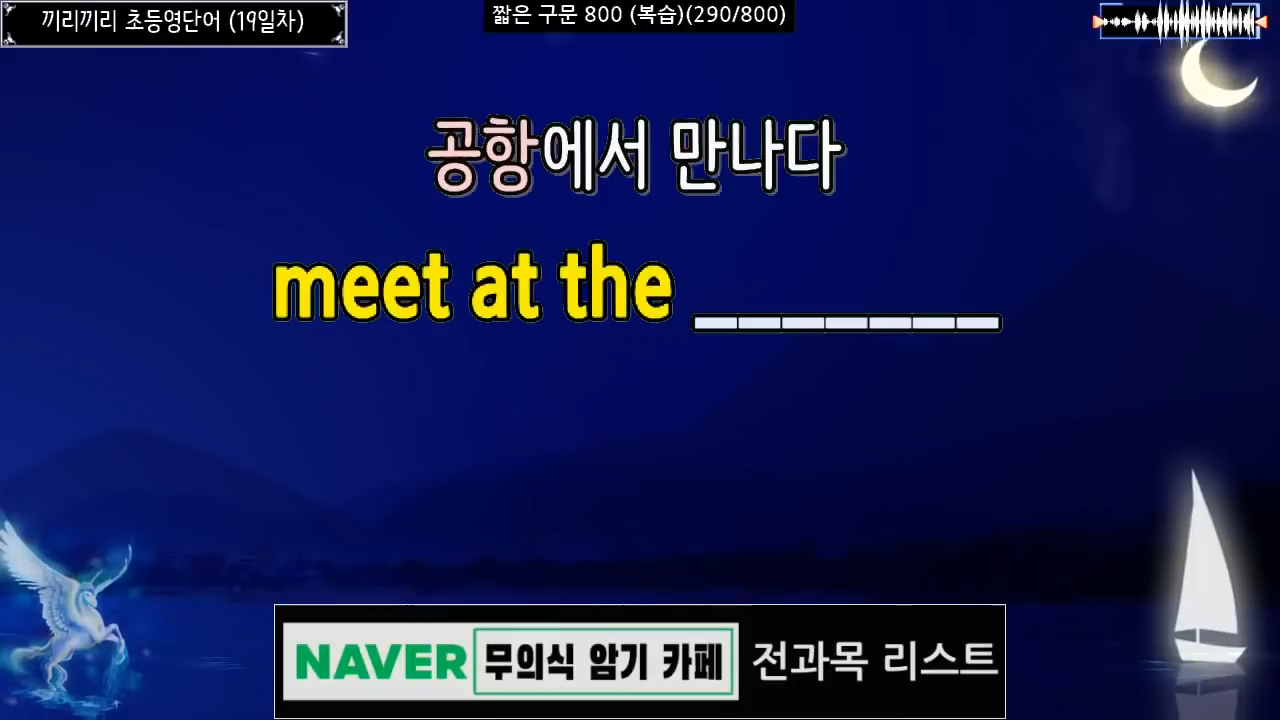 끼리끼리 초등영단어 (19일차)
짧은 구문 800 (복습)(290/800)
공항에서 만나다
meet at the _______
NAVER 무의식 암기 카페 전과목 리스트